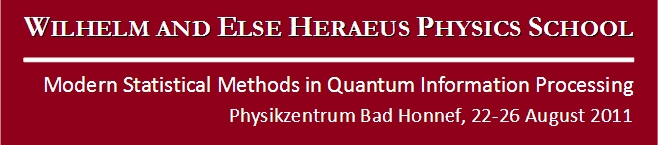 WILHELM AND ELSE HERAEUS PHYSICS SCHOOL
Modern Statistical Methods in Quantum Information Processing
Physikzentrum Bad Honnef, 22-26 August 2011